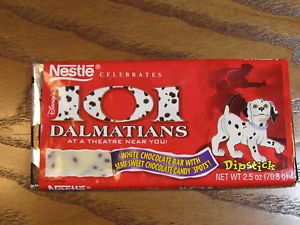 Nestlé
CELEBRATES
Disney's
101
DALMATIANS
AT A THEATRE NEAR YOU!
WHITE CHOCOLATE BAR WITH
SEMI-SWEET CHOCOLATE CANDY "SPOTS"!
Dipstick
NET WT 2.5 oz (70.8 g)
Nestlé